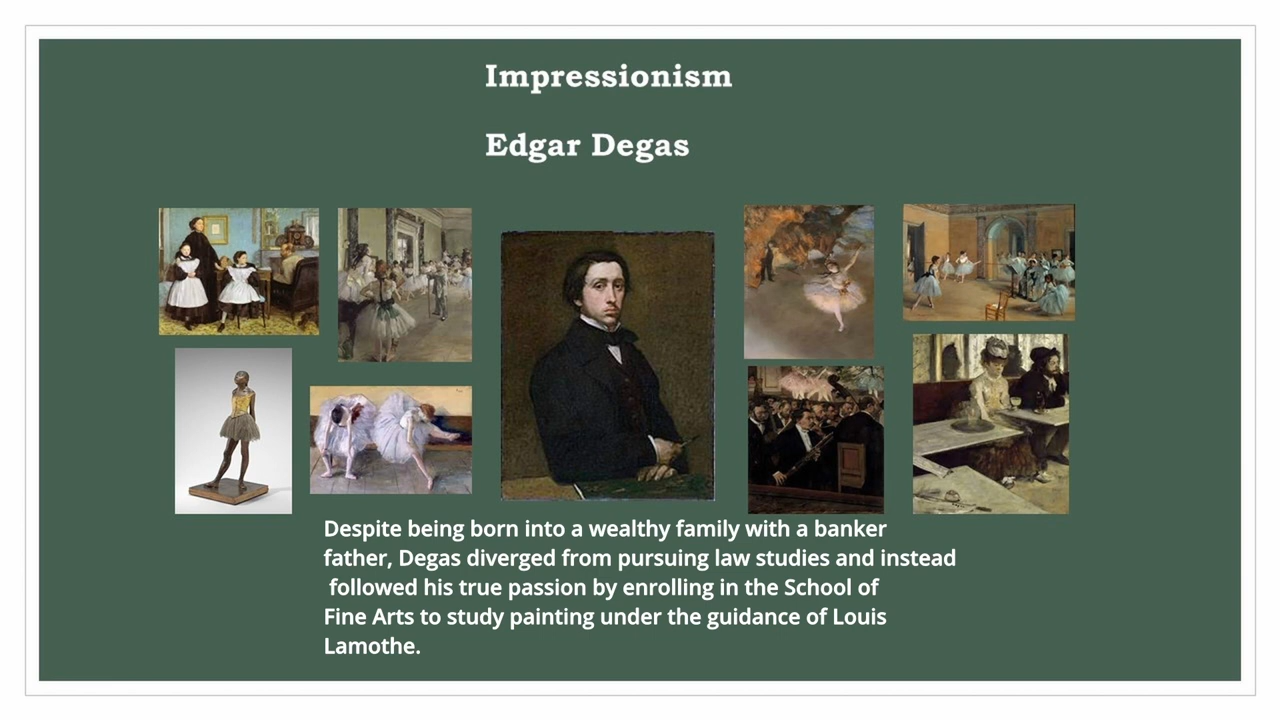 Impressionism
Edgar Degas
Despite being born into a wealthy family with a banker
father, Degas diverged from pursuing law studies and instead
followed his true passion by enrolling in the School of
Fine Arts to study painting under the guidance of Louis
Lamothe.